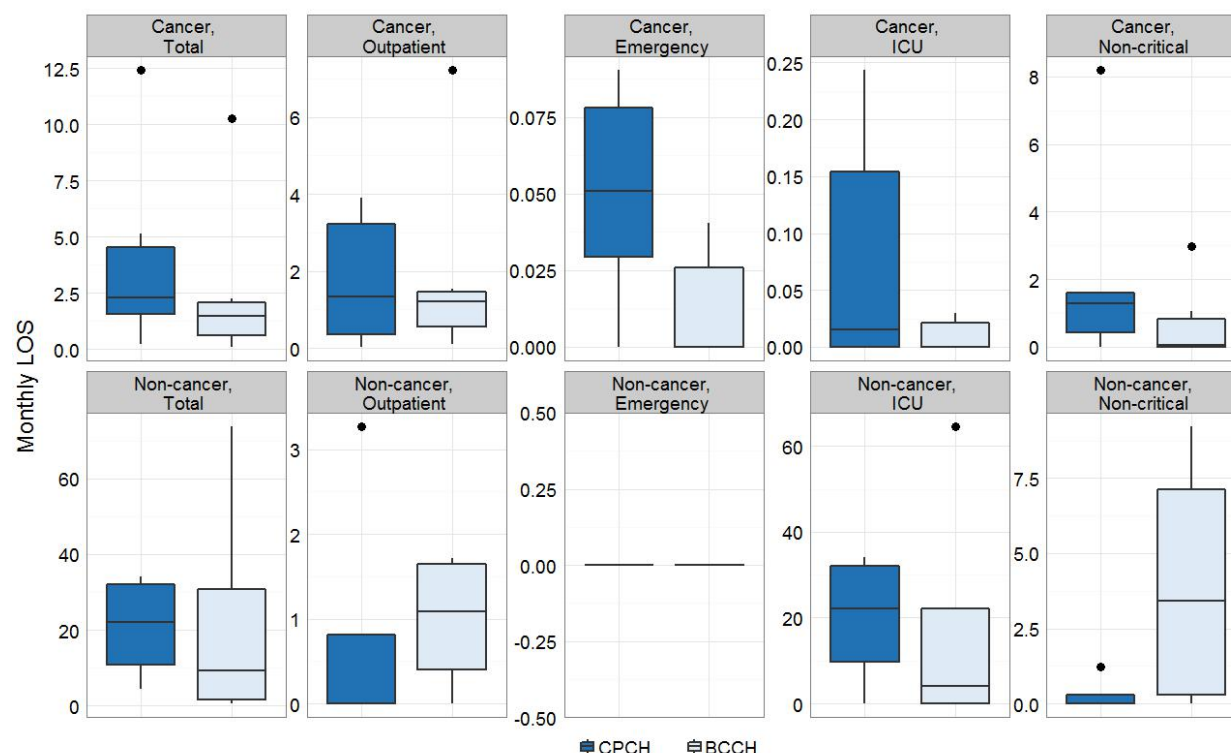 Cancer,
Total
Cancer,
Outpatient
Cancer,
Emergency
Cancer,
ICU
Cancer,
Non-critical
12.5
10.0
7.5
5.0
2.5
0.0
6
4
2
0
0.075
0.050
0.025
0.000
0.25
0.20
0.15
0.10
0.05
0.00
8
6
4
2
0
Monthly LOS
Non-cancer,
Total
Non-cancer,
Outpatient
Non-cancer,
Emergency
Non-cancer,
ICU
Non-cancer,
Non-critical
60
40
20
0
3
2
1
0
0.50
0.25
0.00
-0.25
-0.50
60
40
20
0
7.5
5.0
2.5
0.0
CPCH BCCH